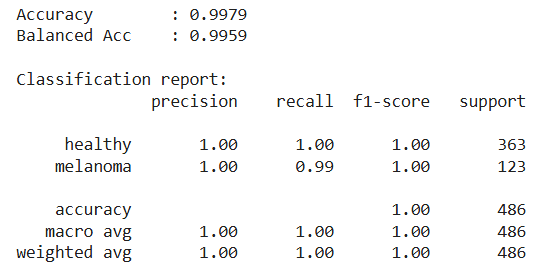 Accuracy : 0.9979
Balanced Acc : 0.9959
Classification report:
precision recall f1-score support
healthy 1.00 1.00 1.00 363
melanoma 1.00 0.99 1.00 123
accuracy 1.00 486
macro avg 1.00 1.00 1.00 486
weighted avg 1.00 1.00 1.00 486